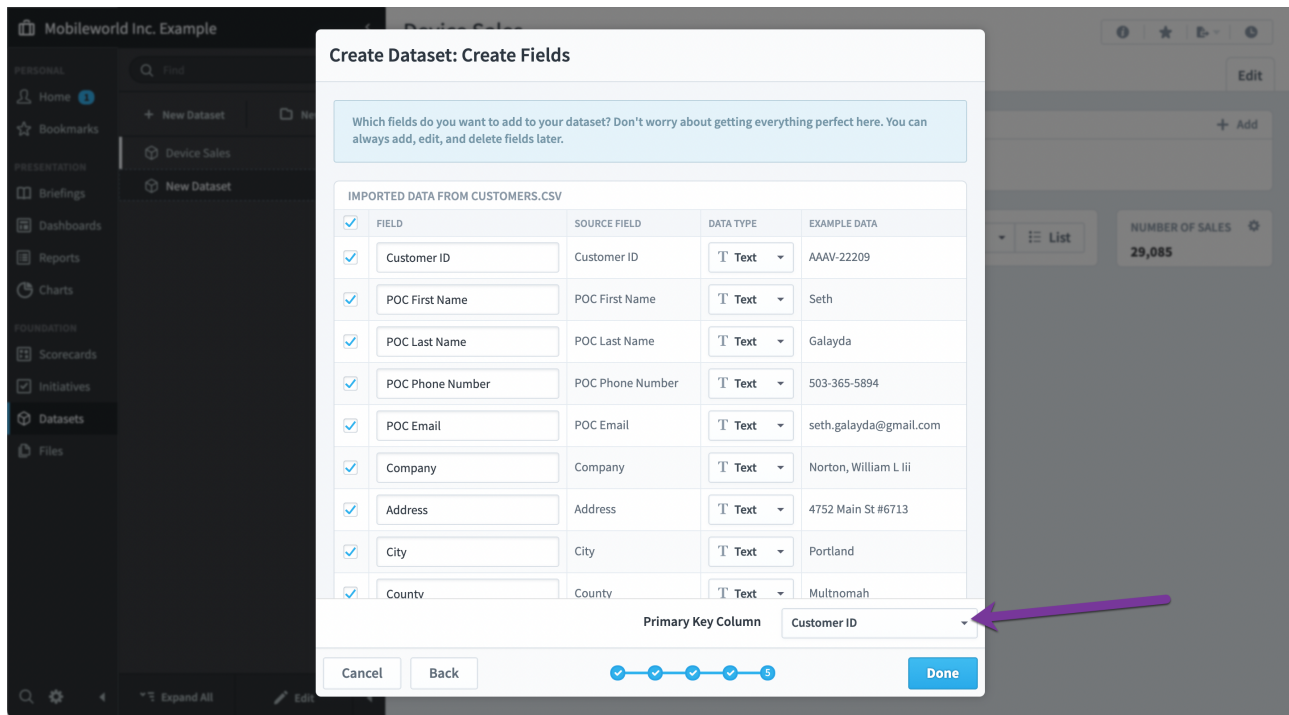 Mobileworld Inc. Example
PERSONAL
Home 1
Bookmarks
PRESENTATION
Briefings
Dashboards
Reports
Charts
FOUNDATION
Scorecards
Initiatives
Datasets
Files
Find
+ New Dataset
Device Sales
New Dataset
Expand All
Edit
Device Sales
Edit
+ Add
List
NUMBER OF SALES
29,085
Create Dataset: Create Fields
Which fields do you want to add to your dataset? Don't worry about getting everything perfect here. You can
always add, edit, and delete fields later.
IMPORTED DATA FROM CUSTOMERS.CSV
FIELD SOURCE FIELD DATA TYPE EXAMPLE DATA
Customer ID Customer ID T Text AAAV-22209
POC First Name POC First Name T Text Seth
POC Last Name POC Last Name T Text Galayda
POC Phone Number POC Phone Number T Text 503-365-5894
POC Email POC Email T Text seth.galayda@gmail.com
Company Company T Text Norton, William L Iii
Address Address T Text 4752 Main St #6713
City City T Text Portland
County County T Text Multnomah
Primary Key Column Customer ID
Cancel Back 5 Done